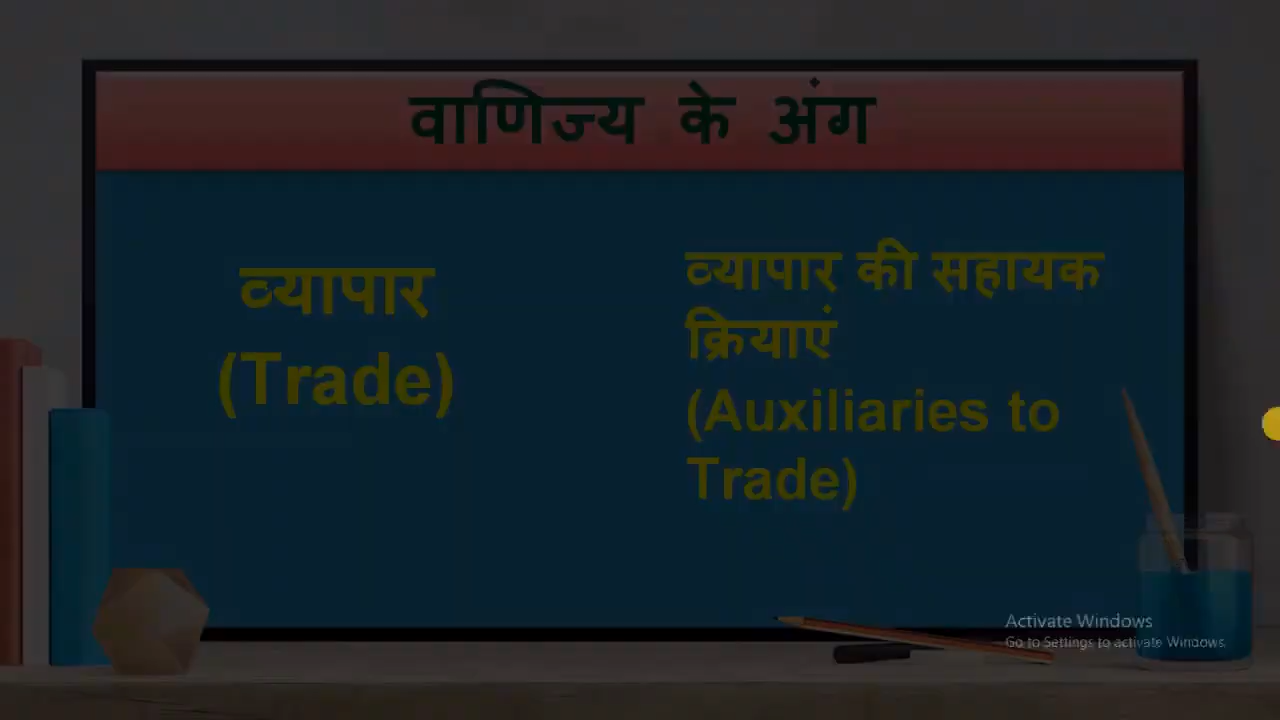 वाणिज्य के अंग
व्यापार
(Trade)
व्यापार की सहायक
क्रियाएं
(Auxiliaries to
Trade)
Activate Windows
Go to Settings to activate Windows.